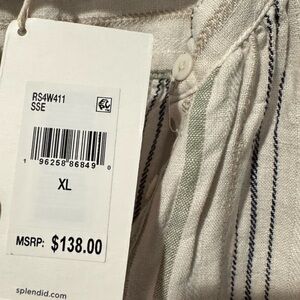 RS4W411
SSE
1 96258 86849 0
XL
MSRP: $138.00
splendid.com